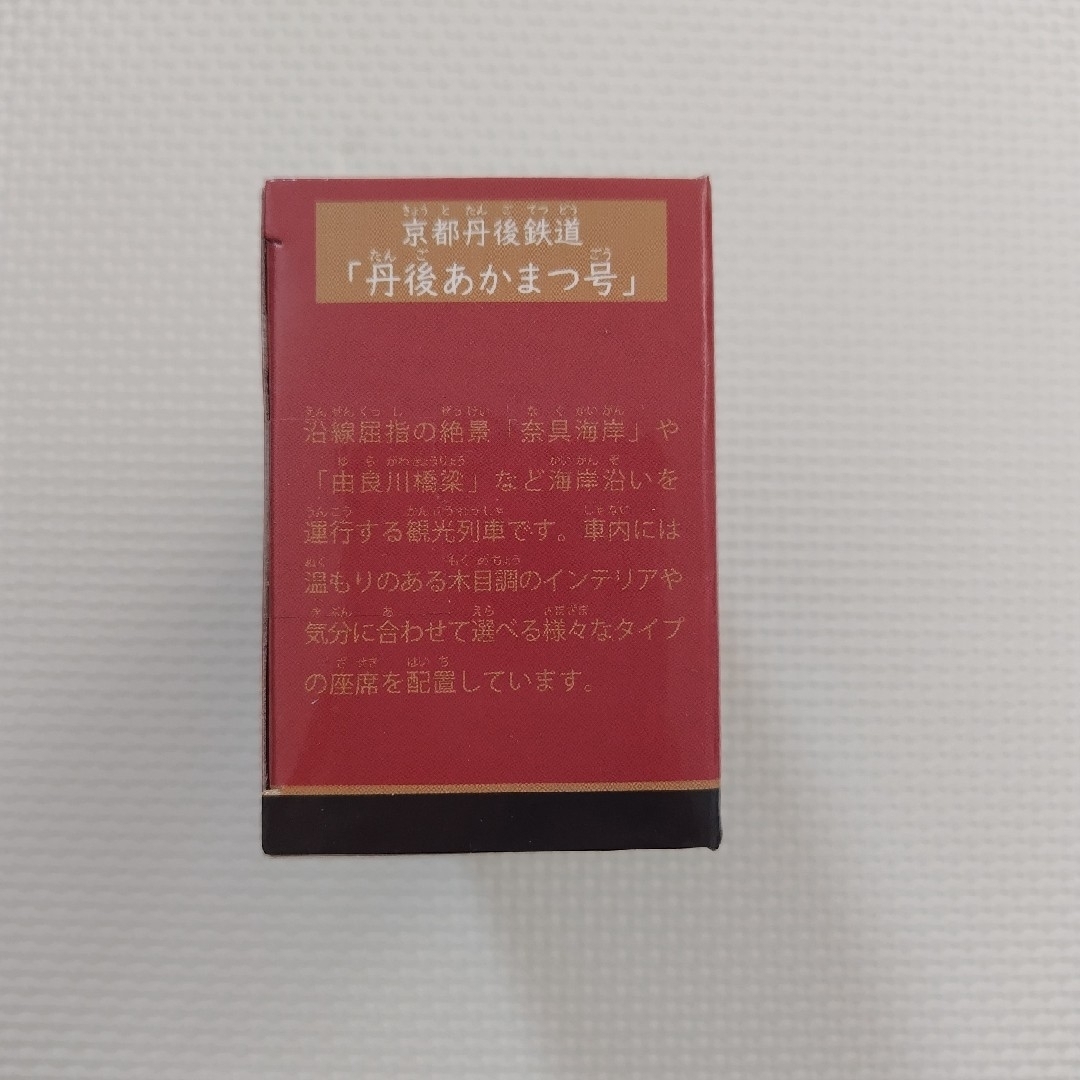 京都丹後鉄道
「丹後あかまつ号」
沿線屈指の絶景「奈具海岸」や
「由良川橋梁」など海岸沿いを
運行する観光列車です。車内には
温もりのある木目調のインテリアや
気分に合わせて選べる様々なタイプ
の座席を配置しています。